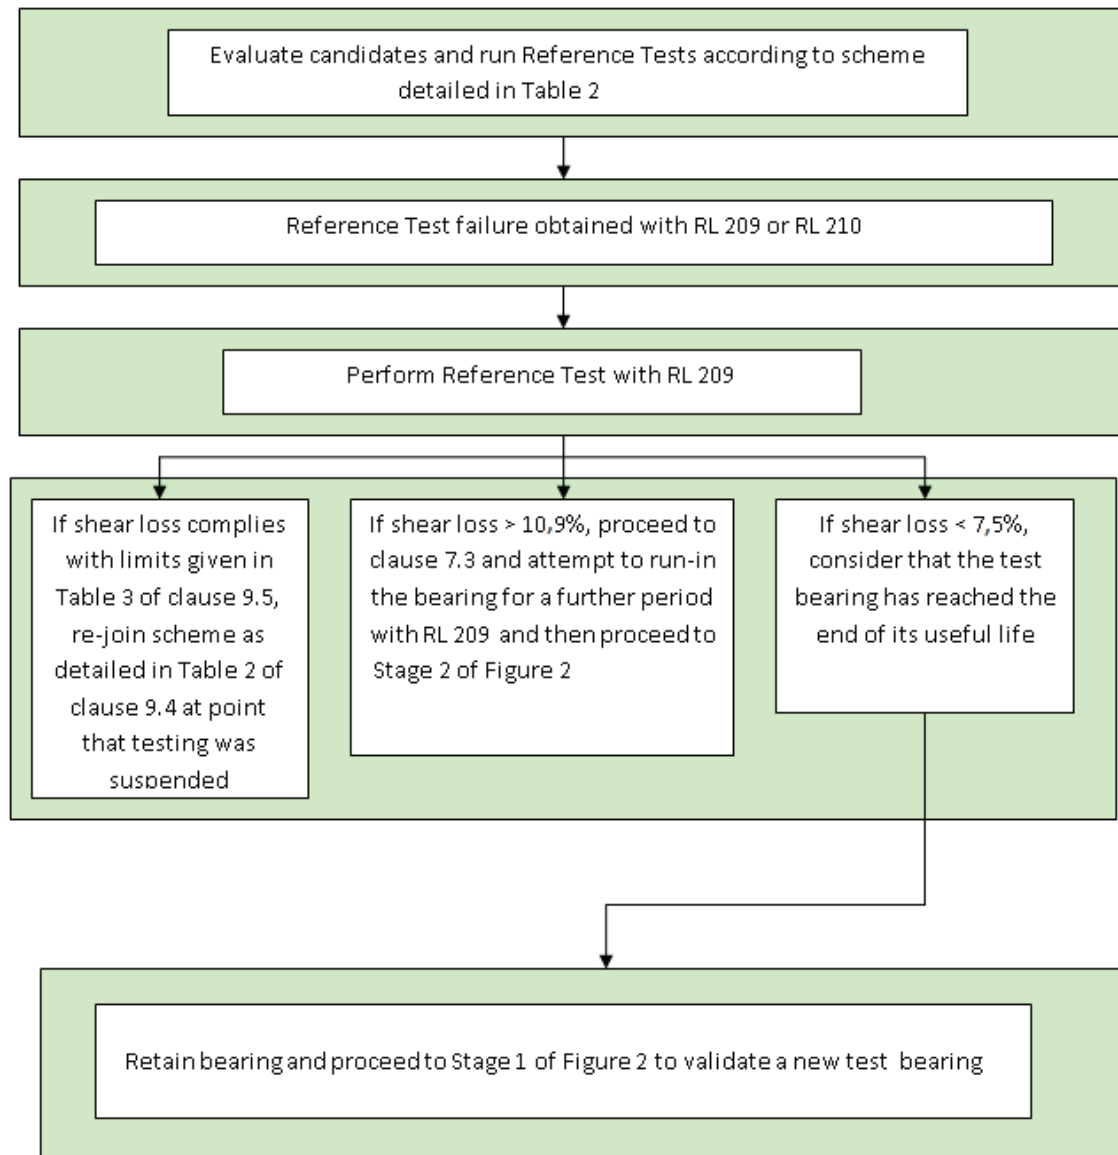 Evaluate candidates and run Reference Tests according to scheme
detailed in Table 2
Reference Test failure obtained with RL 209 or RL 210
Perform Reference Test with RL 209
If shear loss complies
with limits given in
Table 3 of clause 9.5,
re-join scheme as
detailed in Table 2 of
clause 9.4 at point
that testing was
suspended
If shear loss > 10,9%, proceed to
clause 7.3 and attempt to run-in
the bearing for a further period
with RL 209 and then proceed to
Stage 2 of Figure 2
If shear loss < 7,5%,
consider that the test
bearing has reached the
end of its useful life
Retain bearing and proceed to Stage 1 of Figure 2 to validate a new test bearing